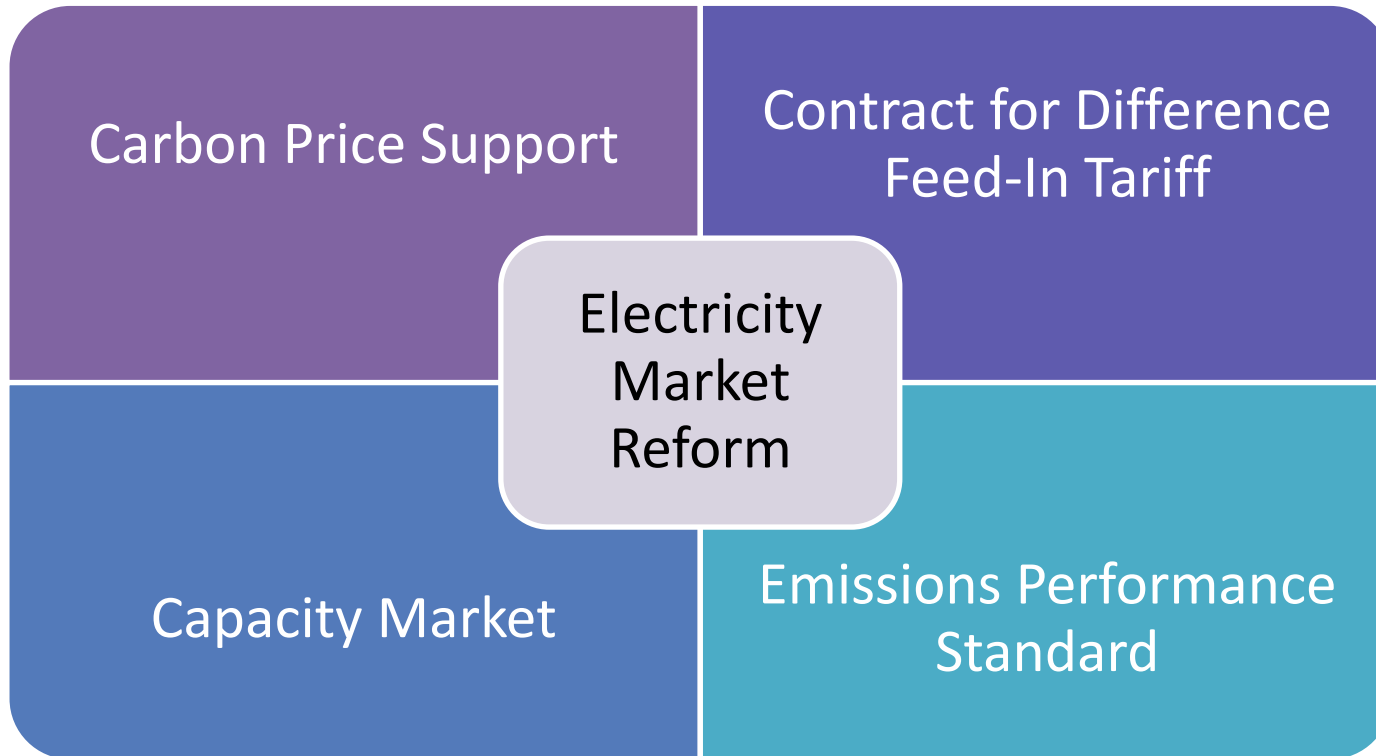 Carbon Price Support
Contract for Difference
Feed-In Tariff
Electricity
Market
Reform
Capacity Market
Emissions Performance
Standard